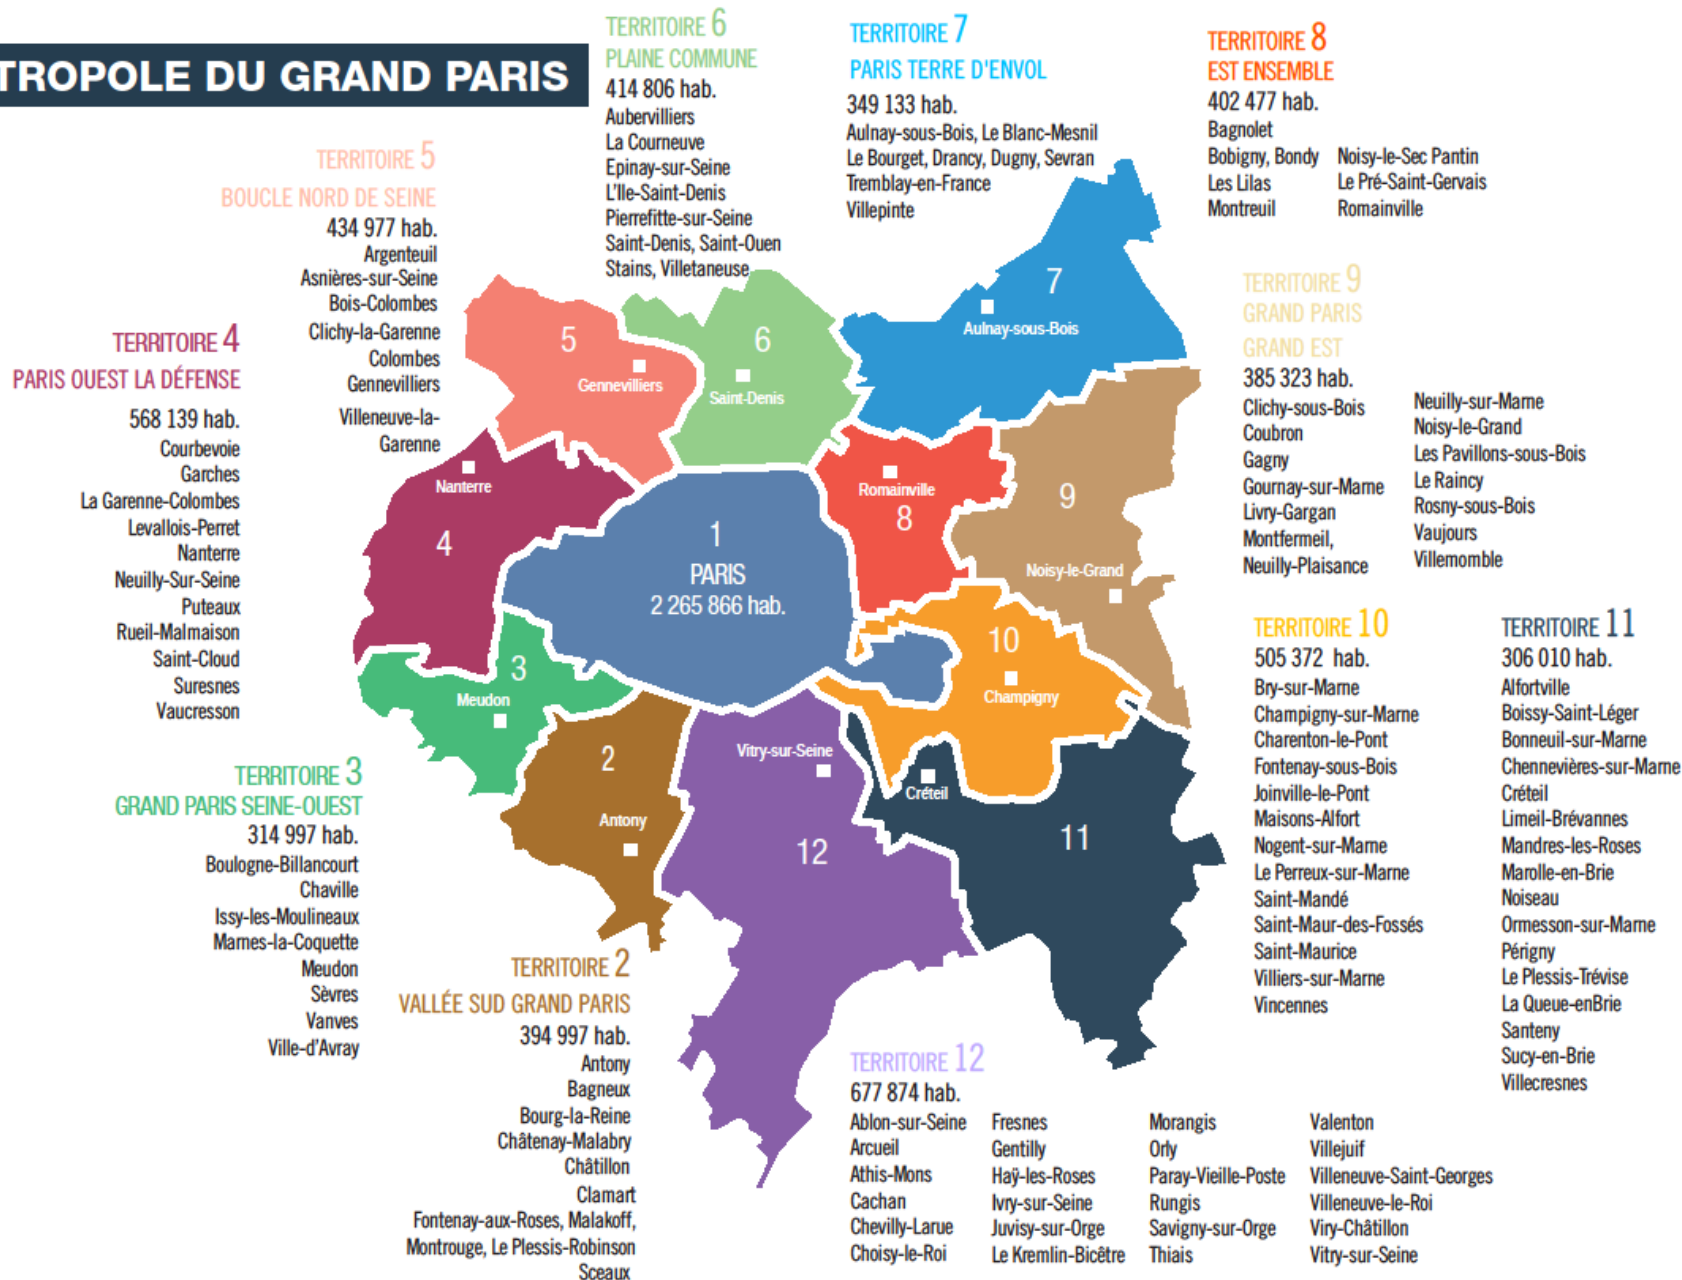 TROPOLE DU GRAND PARIS
TERRITOIRE 6
PLAINE COMMUNE
414 806 hab.
Aubervilliers
La Courneuve
Epinay-sur-Seine
L'Ile-Saint-Denis
Pierrefitte-sur-Seine
Saint-Denis, Saint-Ouen
Stains, Villetaneuse
TERRITOIRE 7
PARIS TERRE D'ENVOL
349 133 hab.
Aulnay-sous-Bois, Le Blanc-Mesnil
Le Bourget, Drancy, Dugny, Sevran
Tremblay-en-France
Villepinte
TERRITOIRE 8
EST ENSEMBLE
402 477 hab.
Bagnolet
Bobigny, Bondy
Les Lilas
Montreuil
Noisy-le-Sec Pantin
Le Pré-Saint-Gervais
Romainville
TERRITOIRE 5
BOUCLE NORD DE SEINE
434 977 hab.
Argenteuil
Asnières-sur-Seine
Bois-Colombes
Clichy-la-Garenne
Colombes
Gennevilliers
Villeneuve-la-
Garenne
TERRITOIRE 4
PARIS OUEST LA DÉFENSE
568 139 hab.
Courbevoie
Garches
La Garenne-Colombes
Levallois-Perret
Nanterre
Neuilly-Sur-Seine
Puteaux
Rueil-Malmaison
Saint-Cloud
Suresnes
Vaucresson
TERRITOIRE 9
GRAND PARIS
GRAND EST
385 323 hab.
Clichy-sous-Bois
Coubron
Gagny
Gournay-sur-Marne
Livry-Gargan
Montfermeil,
Neuilly-Plaisance
Neuilly-sur-Marne
Noisy-le-Grand
Les Pavillons-sous-Bois
Le Raincy
Rosny-sous-Bois
Vaujours
Villemomble
5
Gennevilliers
6
Saint-Denis
7
Aulnay-sous-Bois
Nanterre
4
1
PARIS
2 265 866 hab.
Romainville
8
9
Noisy-le-Grand
3
Meudon
10
Champigny
2
Antony
Vitry-sur-Seine
12
Créteil
11
TERRITOIRE 3
GRAND PARIS SEINE-OUEST
314 997 hab.
Boulogne-Billancourt
Chaville
Issy-les-Moulineaux
Marnes-la-Coquette
Meudon
Sèvres
Vanves
Ville-d'Avray
TERRITOIRE 2
VALLÉE SUD GRAND PARIS
394 997 hab.
Antony
Bagneux
Bourg-la-Reine
Châtenay-Malabry
Châtillon
Clamart
Fontenay-aux-Roses, Malakoff,
Montrouge, Le Plessis-Robinson
Sceaux
TERRITOIRE 10
505 372 hab.
Bry-sur-Marne
Champigny-sur-Marne
Charenton-le-Pont
Fontenay-sous-Bois
Joinville-le-Pont
Maisons-Alfort
Nogent-sur-Marne
Le Perreux-sur-Marne
Saint-Mandé
Saint-Maur-des-Fossés
Saint-Maurice
Villiers-sur-Marne
Vincennes
TERRITOIRE 11
306 010 hab.
Alfortville
Boissy-Saint-Léger
Bonneuil-sur-Marne
Chennevières-sur-Marne
Créteil
Limeil-Brévannes
Mandres-les-Roses
Marolle-en-Brie
Noiseau
Ormesson-sur-Marne
Périgny
Le Plessis-Trévise
La Queue-enBrie
Santeny
Sucy-en-Brie
Villecresnes
TERRITOIRE 12
677 874 hab.
Ablon-sur-Seine
Arcueil
Athis-Mons
Cachan
Chevilly-Larue
Choisy-le-Roi
Fresnes
Gentilly
Haÿ-les-Roses
Ivry-sur-Seine
Juvisy-sur-Orge
Le Kremlin-Bicêtre
Morangis
Orly
Paray-Vieille-Poste
Rungis
Savigny-sur-Orge
Thiais
Valenton
Villejuif
Villeneuve-Saint-Georges
Villeneuve-le-Roi
Viry-Châtillon
Vitry-sur-Seine